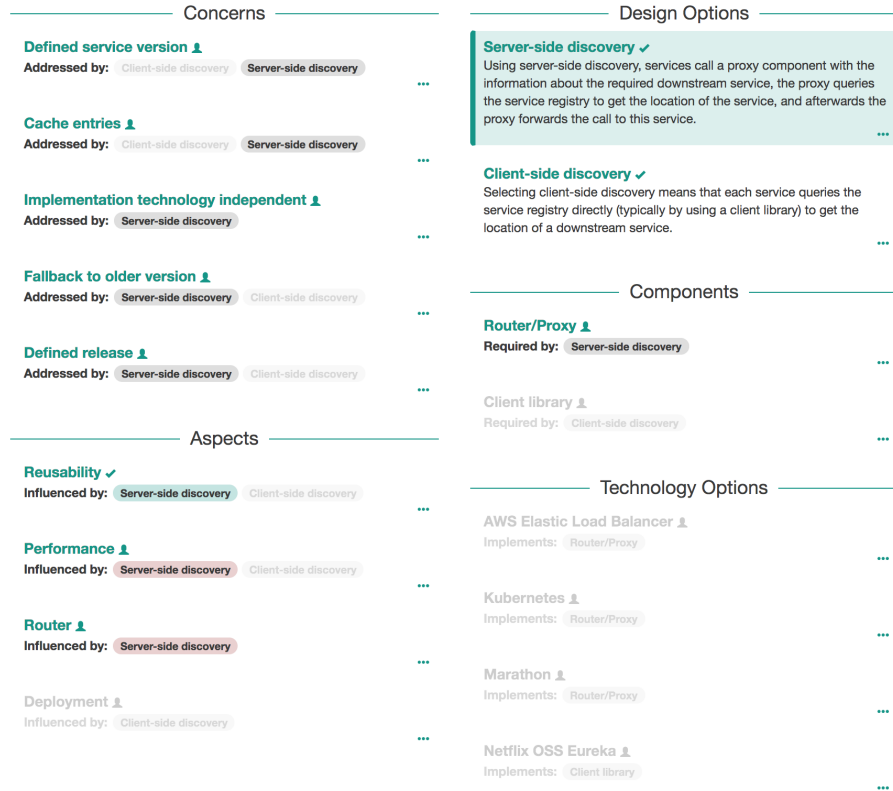 Concerns
Defined service version
Addressed by: Client-side discovery Server-side discovery
Cache entries
Addressed by: Client-side discovery Server-side discovery
Implementation technology independent
Addressed by: Server-side discovery
Fallback to older version
Addressed by: Server-side discovery Client-side discovery
Defined release
Addressed by: Server-side discovery Client-side discovery
Aspects
Reusability
Influenced by: Server-side discovery Client-side discovery
Performance
Influenced by: Server-side discovery Client-side discovery
Router
Influenced by: Server-side discovery
Deployment
Influenced by: Client-side discovery
Design Options
Server-side discovery
Using server-side discovery, services call a proxy component with the
information about the required downstream service, the proxy queries
the service registry to get the location of the service, and afterwards the
proxy forwards the call to this service.
Client-side discovery
Selecting client-side discovery means that each service queries the
service registry directly (typically by using a client library) to get the
location of a downstream service.
Components
Router/Proxy
Required by: Server-side discovery
Client library
Required by: Client-side discovery
Technology Options
AWS Elastic Load Balancer
Implements: Router/Proxy
Kubernetes
Implements: Router/Proxy
Marathon
Implements: Router/Proxy
Netflix OSS Eureka
Implements: Client library